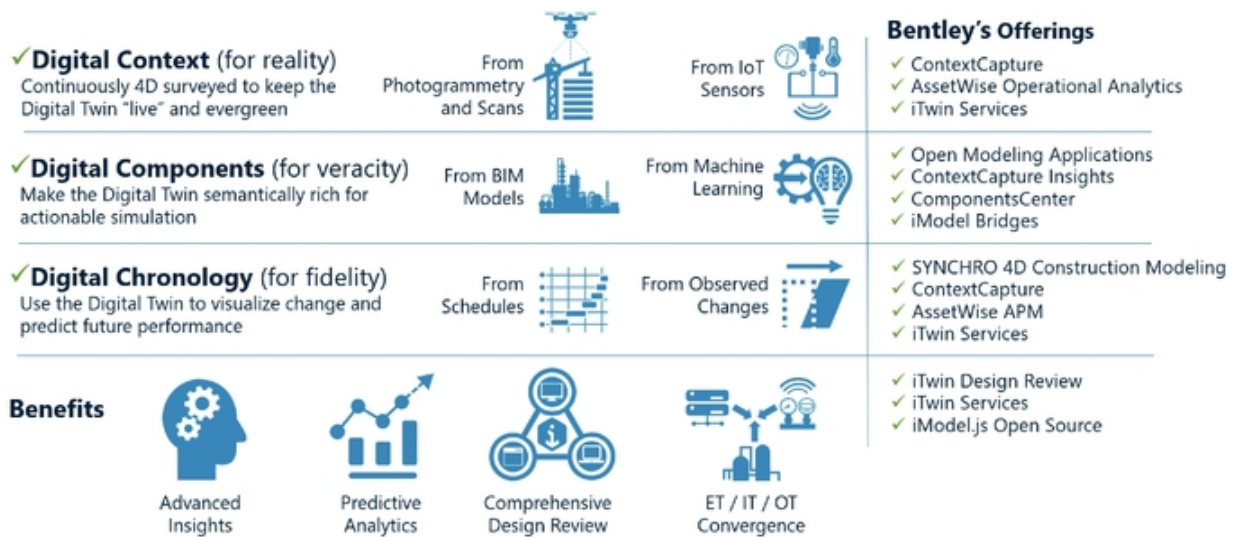 ✓Digital Context (for reality)
Continuously 4D surveyed to keep the
Digital Twin "live" and evergreen
From
Photogrammetry
and Scans
From IoT
Sensors
Bentley's Offerings
✓ ContextCapture
✓ AssetWise Operational Analytics
✓ iTwin Services
✓Digital Components (for veracity)
Make the Digital Twin semantically rich for
actionable simulation
From BIM
Models
From Machine
Learning
✓ Open Modeling Applications
✓ ContextCapture Insights
✓ ComponentsCenter
✓ iModel Bridges
✓Digital Chronology (for fidelity)
Use the Digital Twin to visualize change and
predict future performance
From
Schedules
From Observed
Changes
✓ SYNCHRO 4D Construction Modeling
✓ ContextCapture
✓ AssetWise APM
✓ iTwin Services
Benefits
Advanced
Insights
Predictive
Analytics
Comprehensive
Design Review
ET / IT / OT
Convergence
✓ iTwin Design Review
✓ iTwin Services
✓ iModel.js Open Source